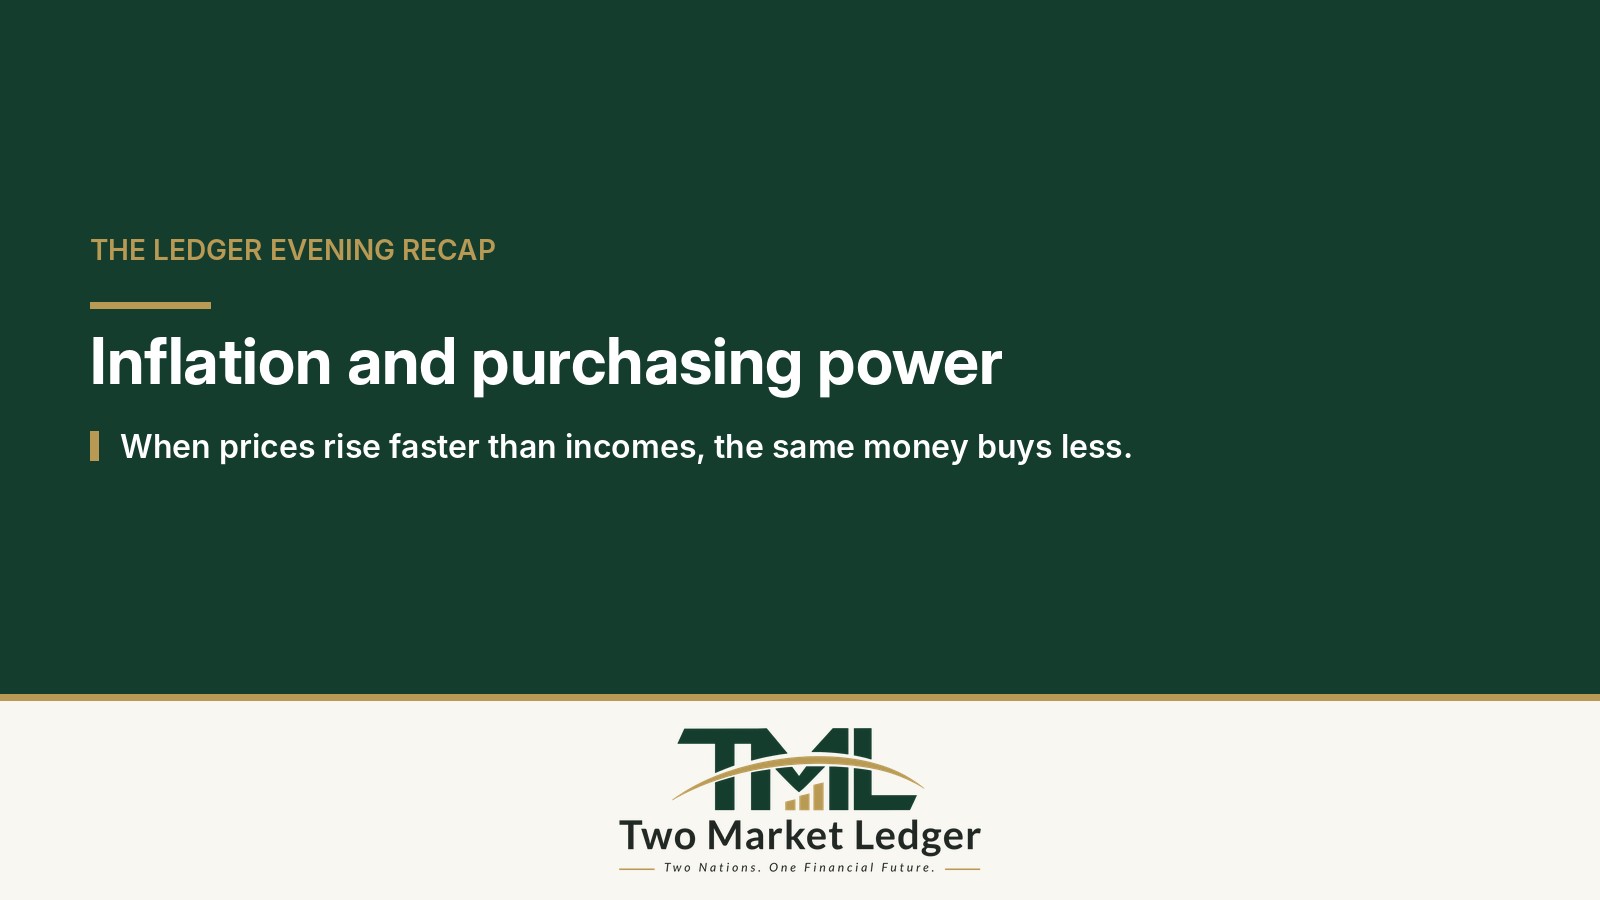 THE LEDGER EVENING RECAP
Inflation and purchasing power
When prices rise faster than incomes, the same money buys less.
TML
Two Market Ledger
Two Nations. One Financial Future.